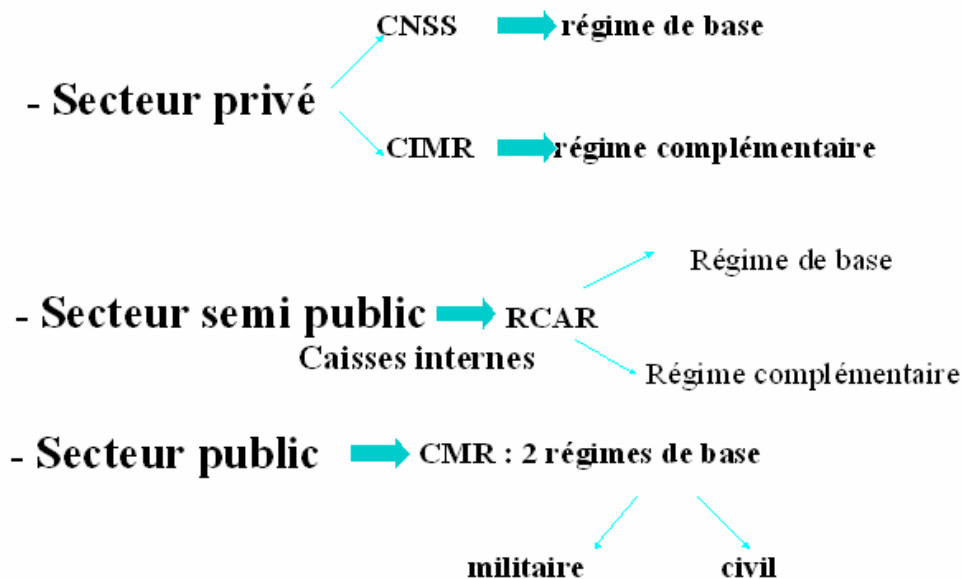 CNSS régime de base
- Secteur privé
CIMR régime complémentaire
Régime de base
- Secteur semi public RCAR
Caisses internes
Régime complémentaire
- Secteur public CMR : 2 régimes de base
militaire civil